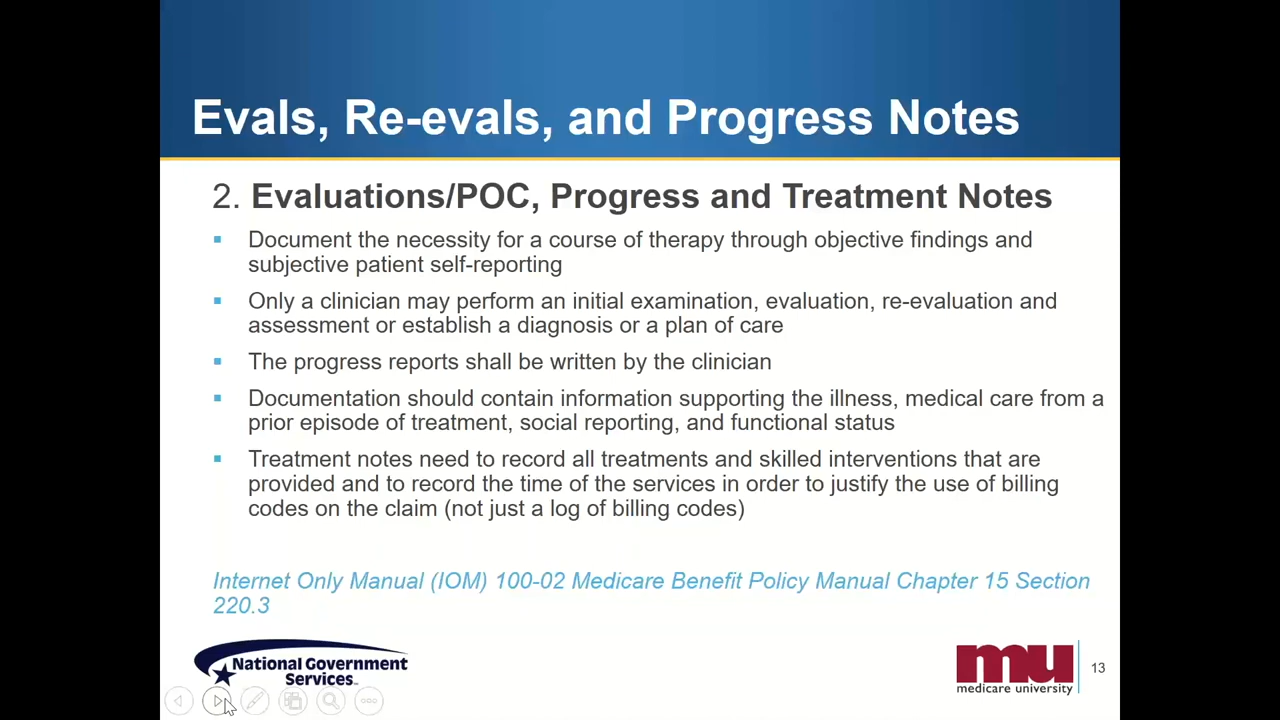 Evals, Re-evals, and Progress Notes
2. Evaluations/POC, Progress and Treatment Notes
Document the necessity for a course of therapy through objective findings and
subjective patient self-reporting
Only a clinician may perform an initial examination, evaluation, re-evaluation and
assessment or establish a diagnosis or a plan of care
The progress reports shall be written by the clinician
Documentation should contain information supporting the illness, medical care from a
prior episode of treatment, social reporting, and functional status
Treatment notes need to record all treatments and skilled interventions that are
provided and to record the time of the services in order to justify the use of billing
codes on the claim (not just a log of billing codes)
Internet Only Manual (IOM) 100-02 Medicare Benefit Policy Manual Chapter 15 Section
220.3
National Government
Services
mu
medicare university
13